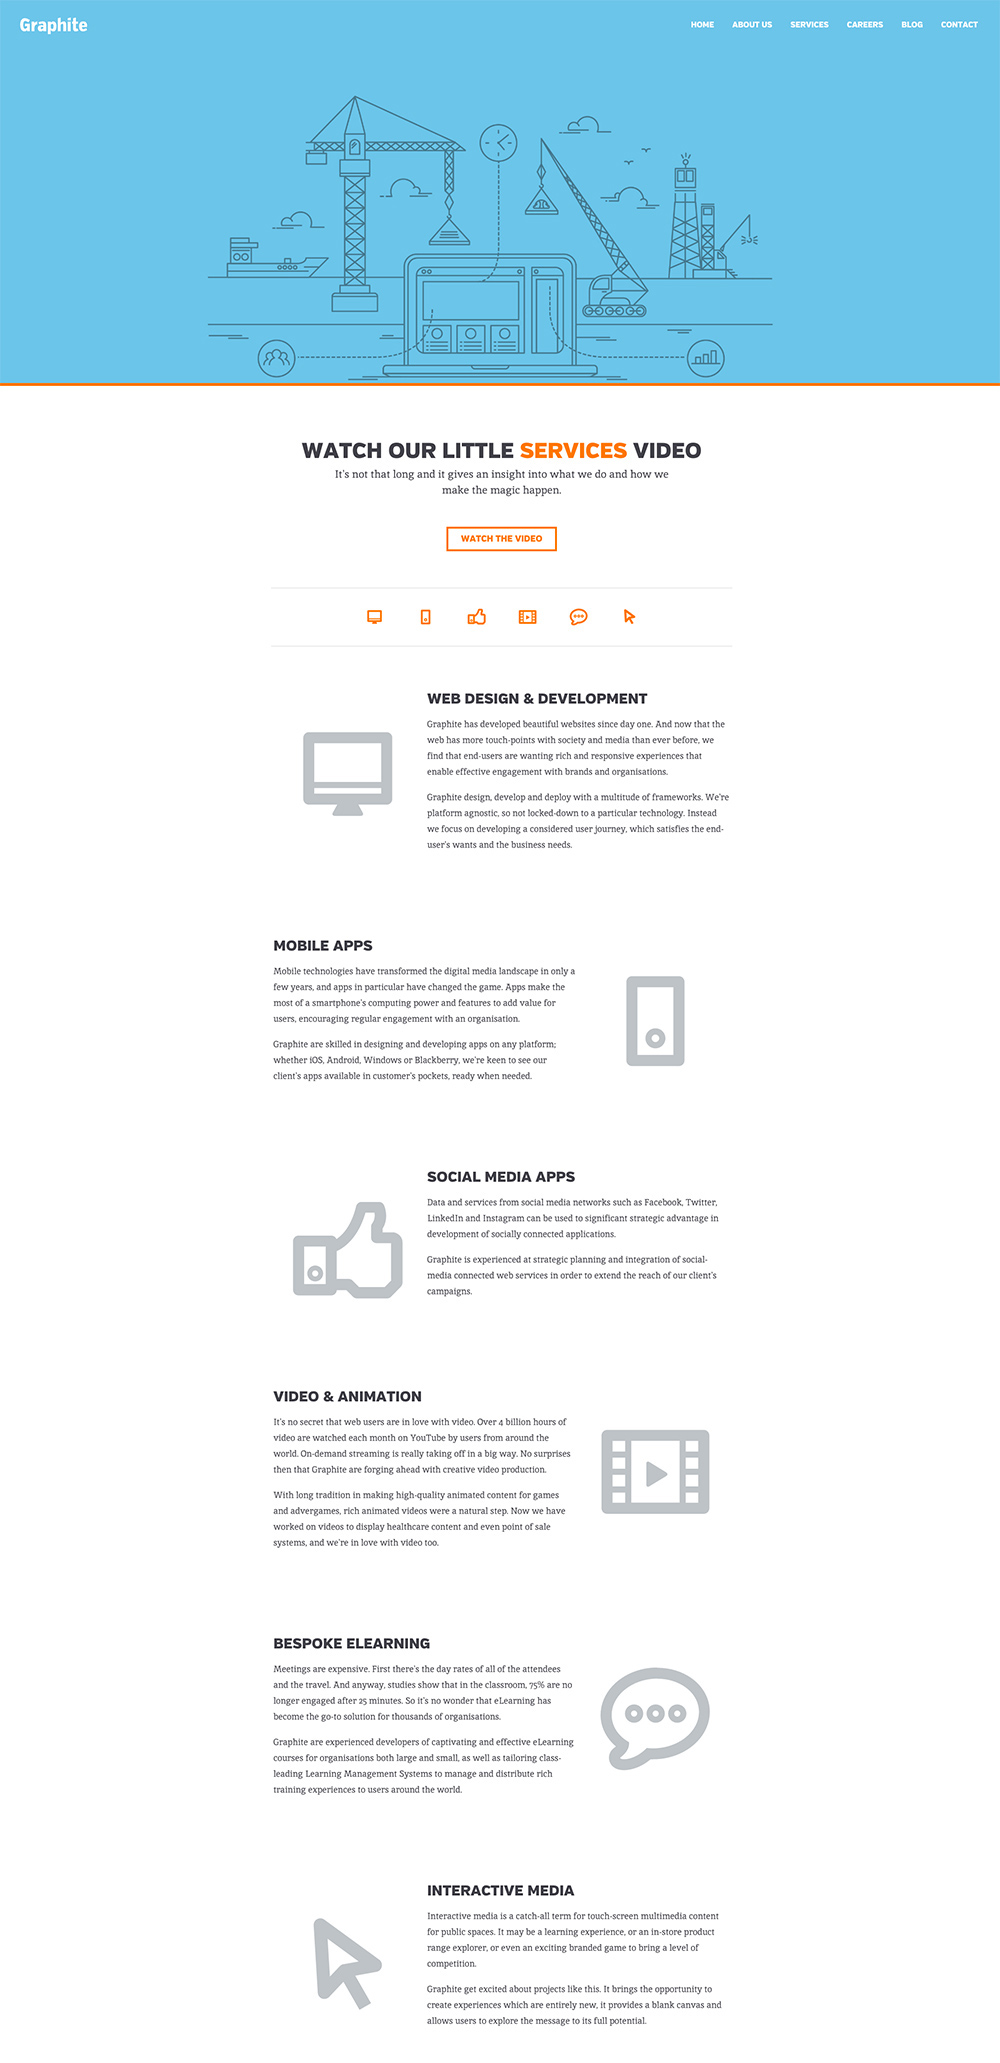 Graphite
HOME ABOUT US SERVICES CAREERS BLOG CONTACT
WATCH OUR LITTLE SERVICES VIDEO
It's not that long and it gives an insight into what we do and how we
make the magic happen.
WATCH THE VIDEO
WEB DESIGN & DEVELOPMENT
Graphite has developed beautiful websites since day one. And now that the
web has more touch-points with society and media than ever before, we
find that end-users are wanting rich and responsive experiences that
enable effective engagement with brands and organisations.
Graphite design, develop and deploy with a multitude of frameworks. We're
platform agnostic, so not locked-down to a particular technology. Instead
we focus on developing a considered user journey, which satisfies the end-
user's wants and the business needs.
MOBILE APPS
Mobile technologies have transformed the digital media landscape in only a
few years, and apps in particular have changed the game. Apps make the
most of a smartphone's computing power and features to add value for
users, encouraging regular engagement with an organisation.
Graphite are skilled in designing and developing apps on any platform;
whether iOS, Android, Windows or Blackberry, we're keen to see our
client's apps available in customer's pockets, ready when needed.
SOCIAL MEDIA APPS
Data and services from social media networks such as Facebook, Twitter,
LinkedIn and Instagram can be used to significant strategic advantage in
development of socially connected applications.
Graphite is experienced at strategic planning and integration of social-
media connected web services in order to extend the reach of our client's
campaigns.
VIDEO & ANIMATION
It's no secret that web users are in love with video. Over 4 billion hours of
video are watched each month on YouTube by users from around the
world. On-demand streaming is really taking off in a big way. No surprises
then that Graphite are forging ahead with creative video production.
With long tradition in making high-quality animated content for games
and advergames, rich animated videos were a natural step. Now we have
worked on videos to display healthcare content and even point of sale
systems, and we're in love with video too.
BESPOKE ELEARNING
Meetings are expensive. First there's the day rates of all of the attendees
and the travel. And anyway, studies show that in the classroom, 75% are no
longer engaged after 25 minutes. So it's no wonder that eLearning has
become the go-to solution for thousands of organisations.
Graphite are experienced developers of captivating and effective eLearning
courses for organisations both large and small, as well as tailoring class-
leading Learning Management Systems to manage and distribute rich
training experiences to users around the world.
INTERACTIVE MEDIA
Interactive media is a catch-all term for touch-screen multimedia content
for public spaces. It may be a learning experience, or an in-store product
range explorer, or even an exciting branded game to bring a level of
competition.
Graphite get excited about projects like this. It brings the opportunity to
create experiences which are entirely new, it provides a blank canvas and
allows users to explore the message to its full potential.